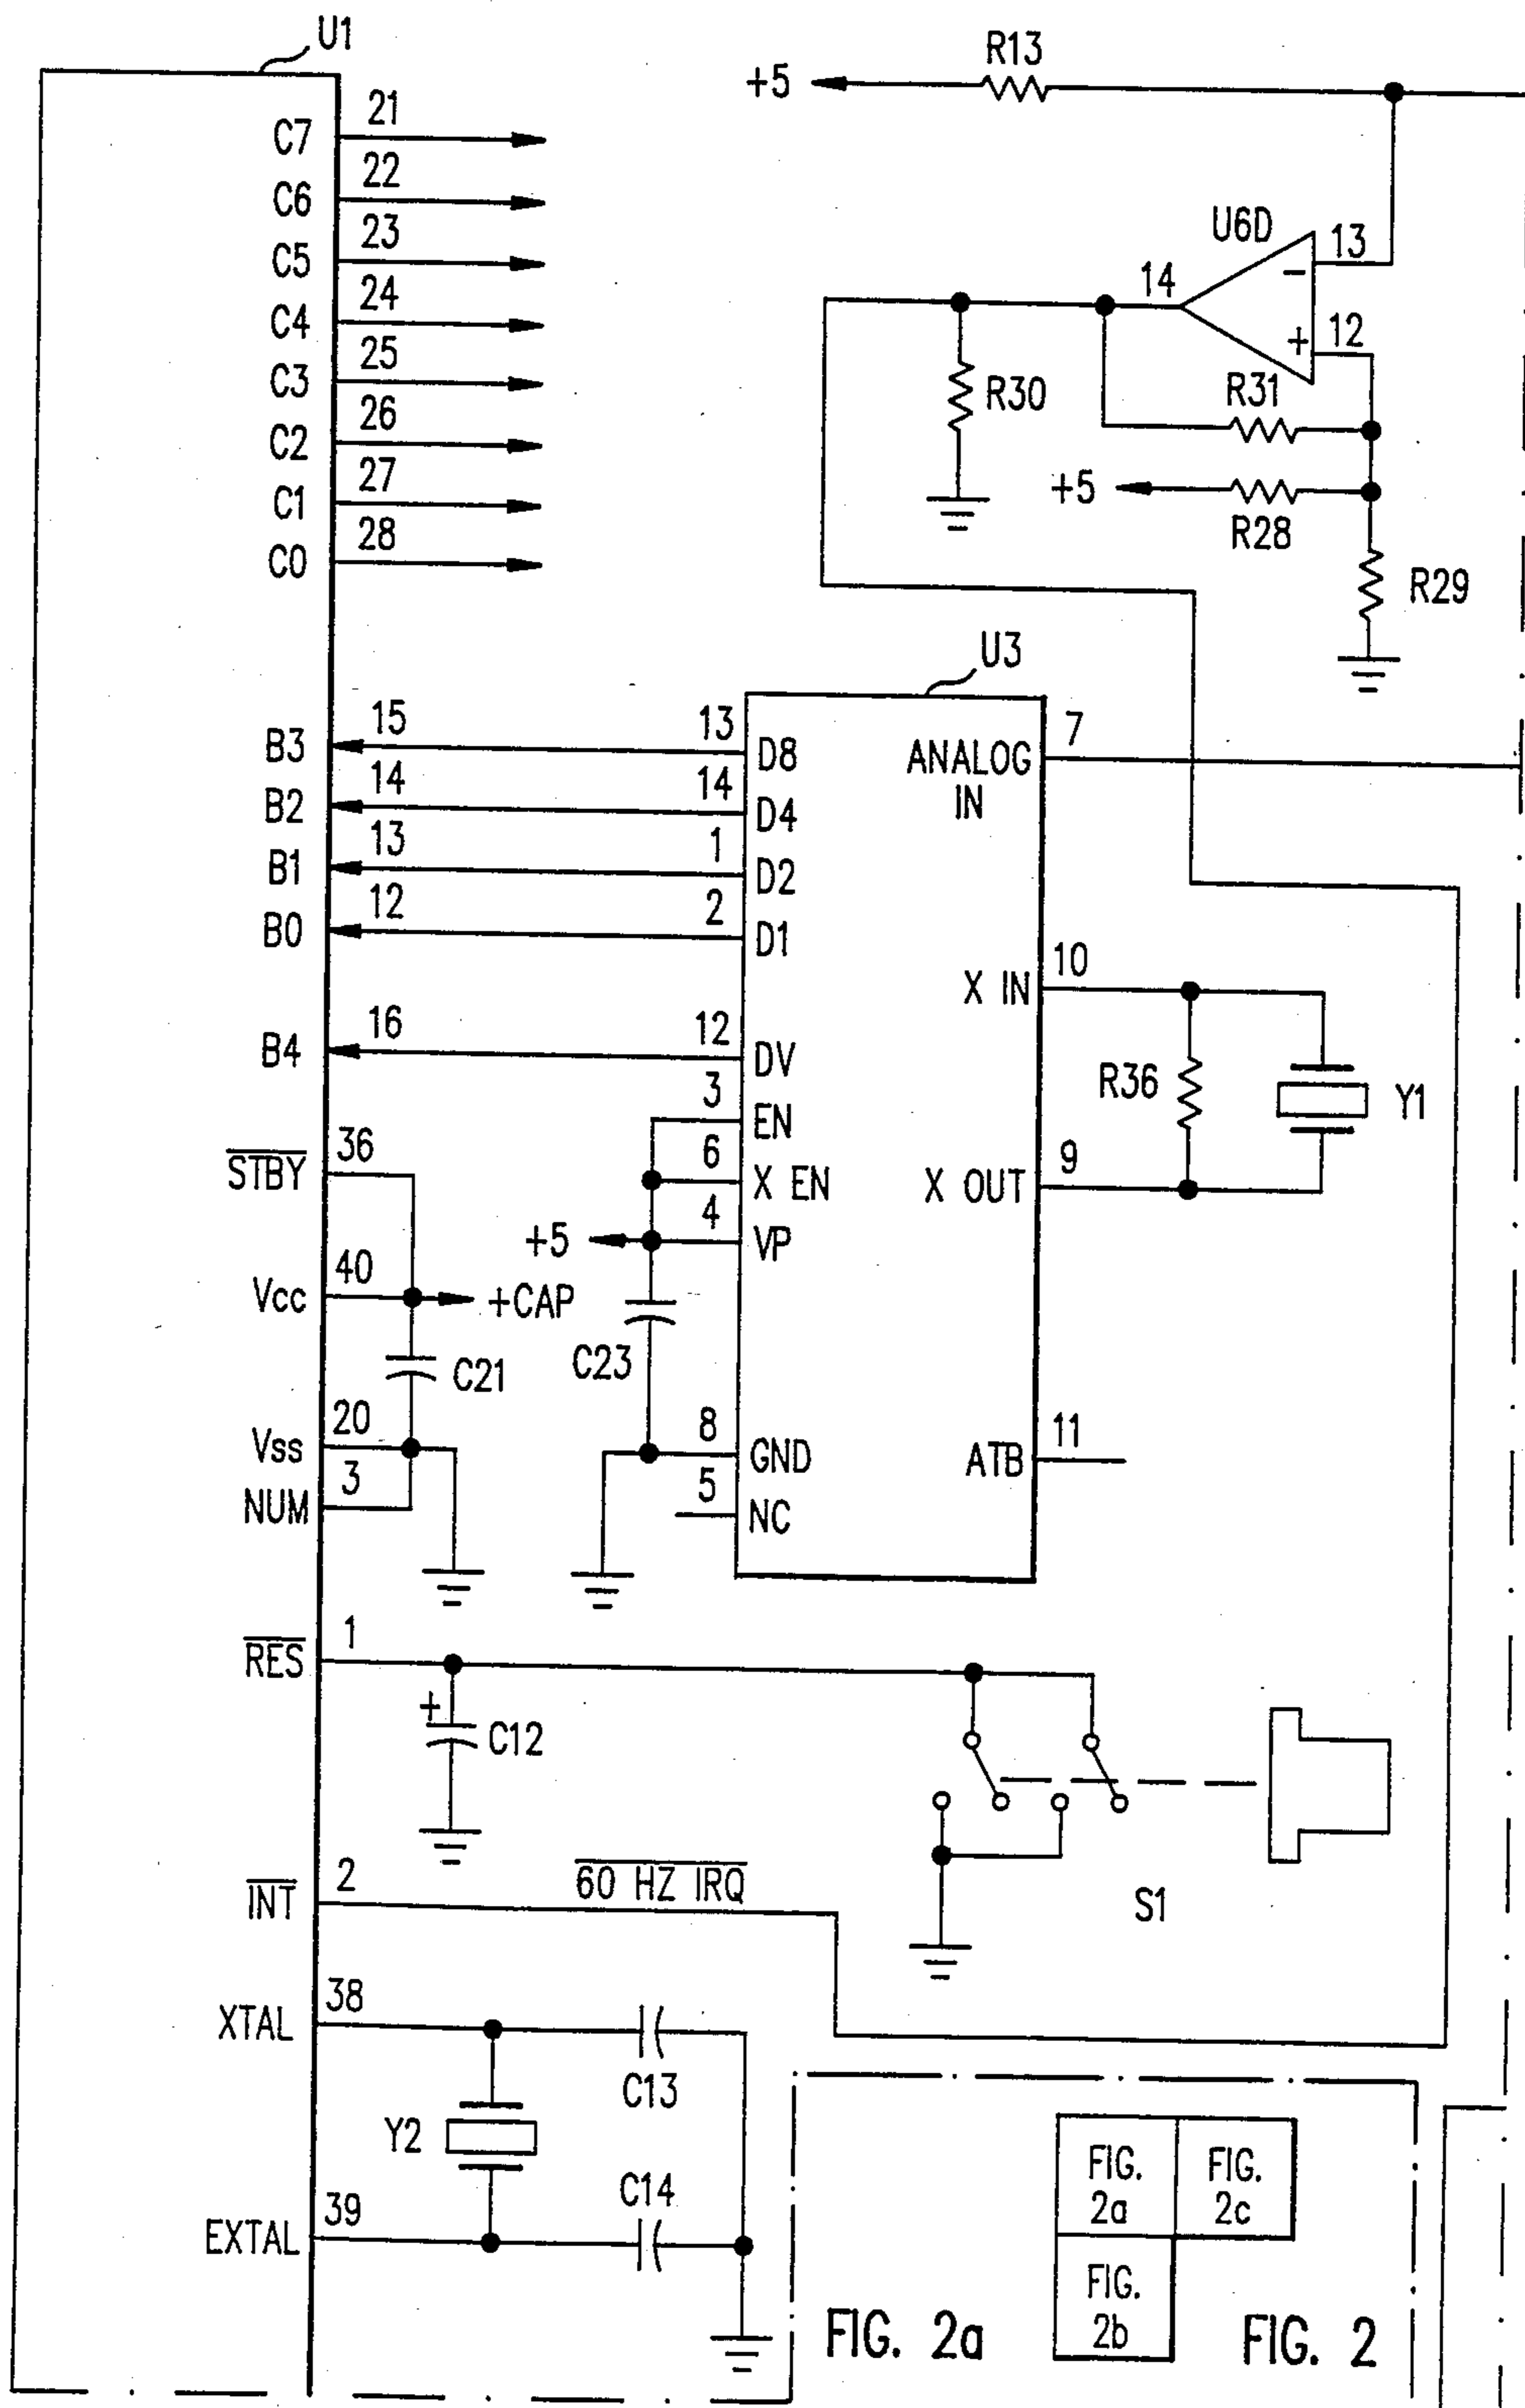 U1
R13
+5
21
C7
22
C6
23
C5
24
C4
25
C3
26
C2
27
C1
28
C0
U6D
13
14
−
+
12
R31
R30
+5
R28
R29
U3
15
13
B3
D8
ANALOG
IN
7
14
14
B2
D4
13
1
B1
D2
12
2
B0
D1
10
X IN
16
12
B4
DV
R36
Y1
3
EN
36
STBY
6
X EN
9
X OUT
4
+5
VP
40
Vcc
+CAP
C21
C23
20
Vss
8
GND
11
ATB
3
NUM
5
NC
1
RES
+
C12
2
INT
60 HZ IRQ
S1
38
XTAL
C13
Y2
C14
39
EXTAL
FIG.
2a
FIG.
2c
FIG.
2b
FIG. 2a
FIG. 2